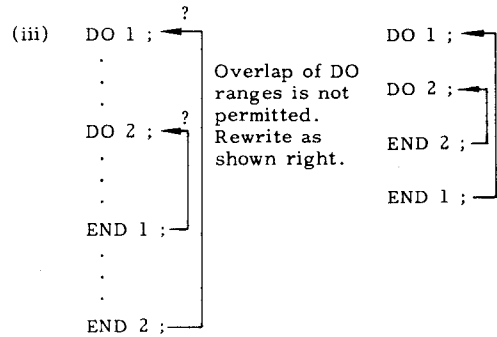 (iii) DO 1 ;
?
.
.
.
DO 2 ;
?
.
.
.
END 1 ;
.
.
.
END 2 ;
Overlap of DO
ranges is not
permitted.
Rewrite as
shown right.
DO 1 ;
DO 2 ;
END 2 ;
END 1 ;